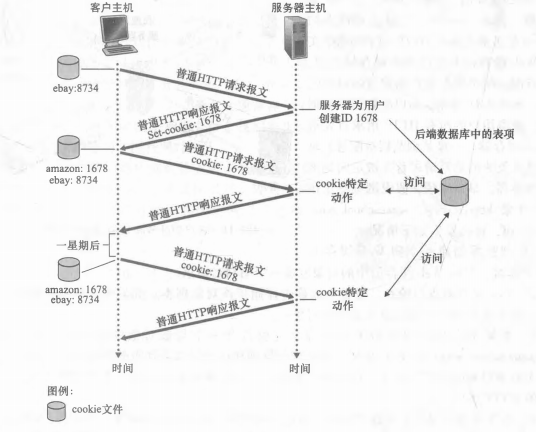 客户主机
服务器主机
ebay:8734
普通HTTP请求报文
服务器为用户
创建ID 1678
普通HTTP响应报文
Set-cookie: 1678
后端数据库中的表项
amazon: 1678
ebay: 8734
普通HTTP请求报文
cookie: 1678
cookie特定
动作
访问
普通HTTP响应报文
一星期后
访问
amazon: 1678
ebay: 8734
普通HTTP请求报文
cookie: 1678
cookie特定
动作
普通HTTP响应报文
时间
时间
图例：
cookie文件